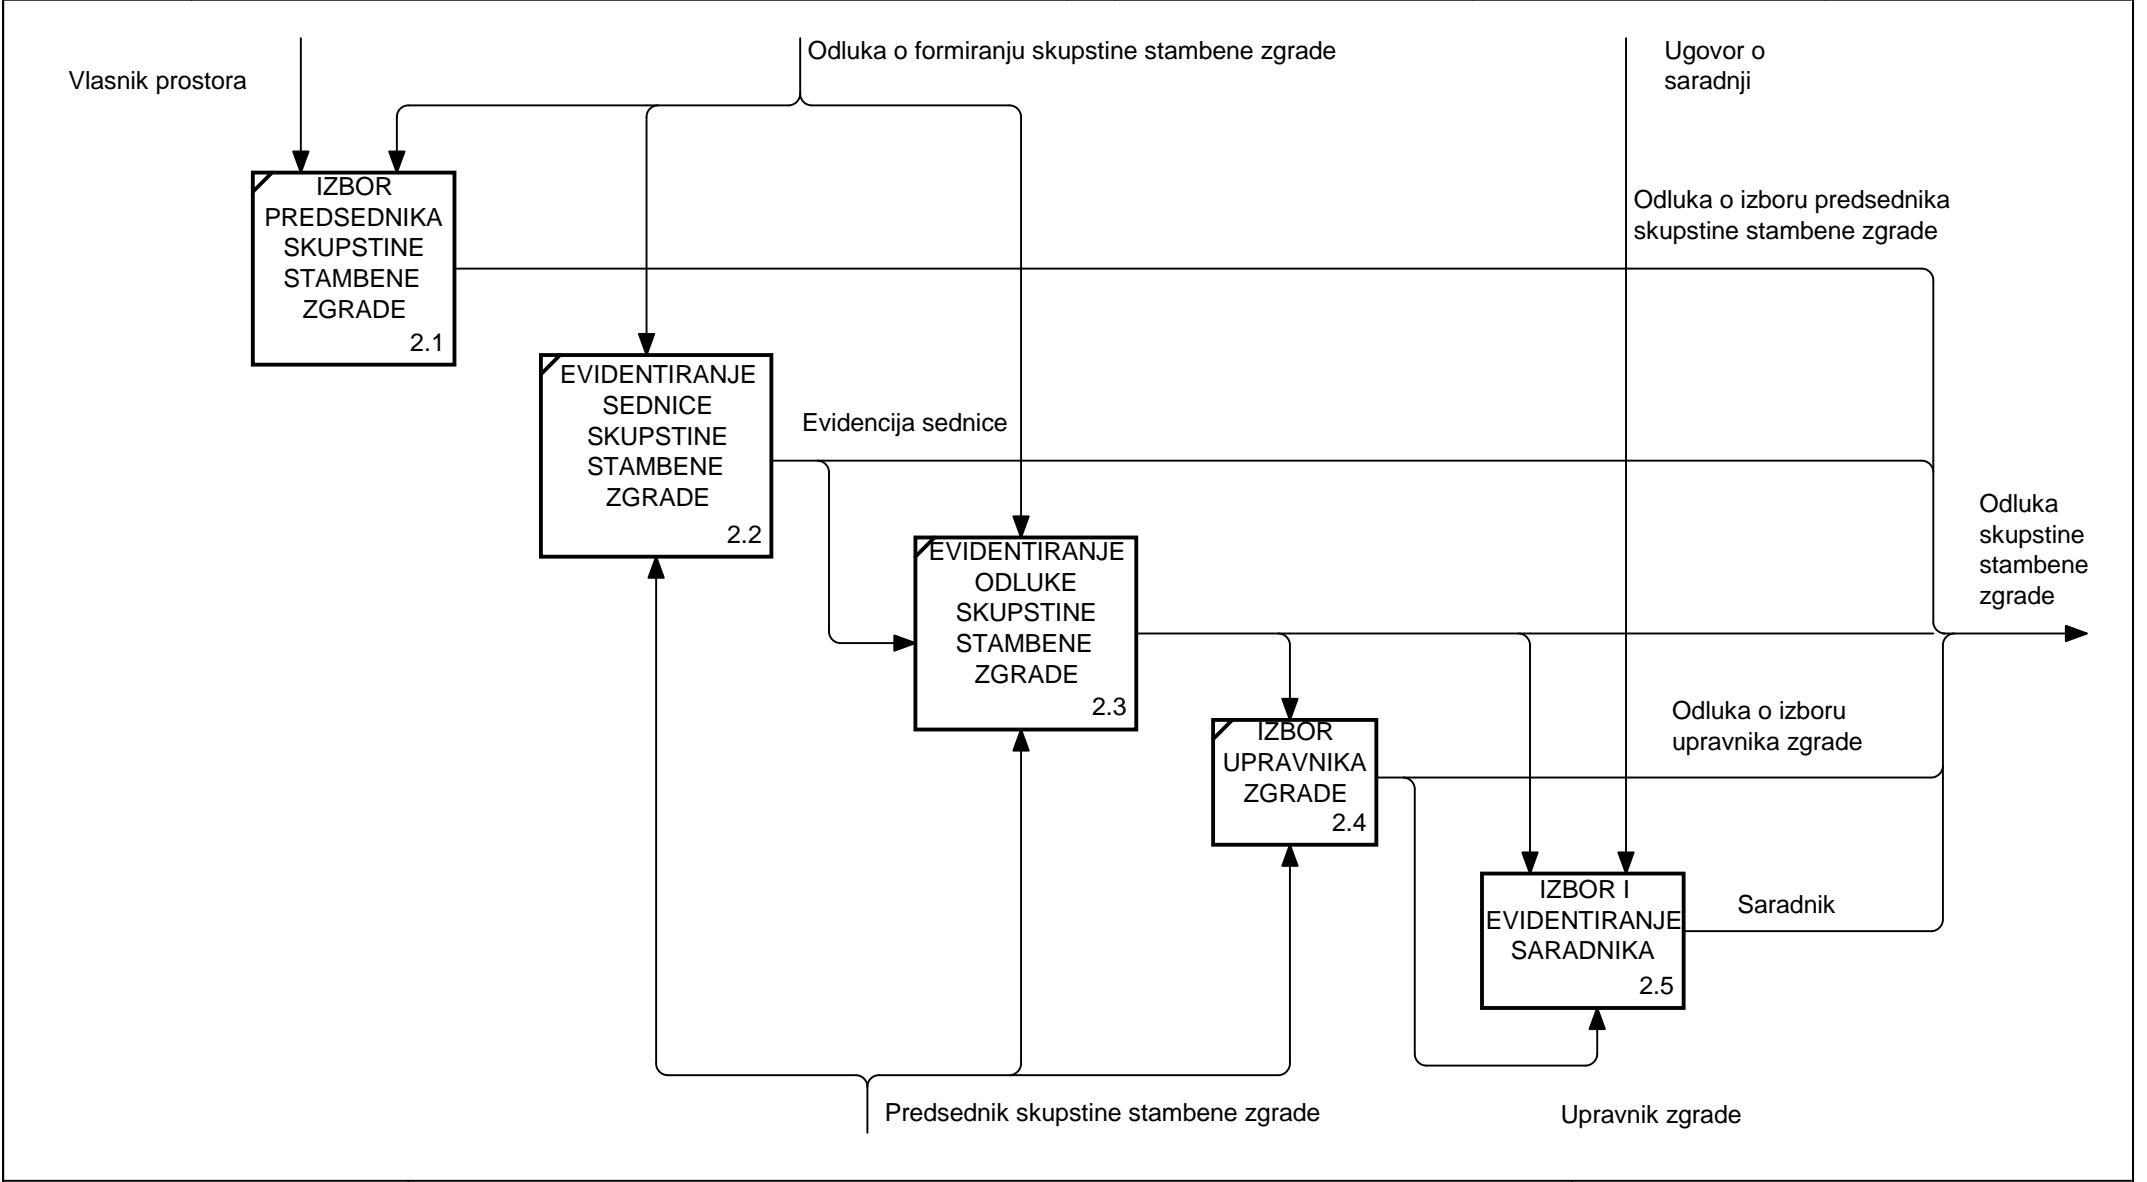 Vlasnik prostora
Odluka o formiranju skupstine stambene zgrade
Ugovor o
saradnji
IZBOR
PREDSEDNIKA
SKUPSTINE
STAMBENE
ZGRADE
2.1
Odluka o izboru predsednika
skupstine stambene zgrade
EVIDENTIRANJE
SEDNICE
SKUPSTINE
STAMBENE
ZGRADE
2.2
Evidencija sednice
EVIDENTIRANJE
ODLUKE
SKUPSTINE
STAMBENE
ZGRADE
2.3
Odluka
skupstine
stambene
zgrade
IZBOR
UPRAVNIKA
ZGRADE
2.4
Odluka o izboru
upravnika zgrade
IZBOR I
EVIDENTIRANJE
SARADNIKA
2.5
Saradnik
Predsednik skupstine stambene zgrade
Upravnik zgrade